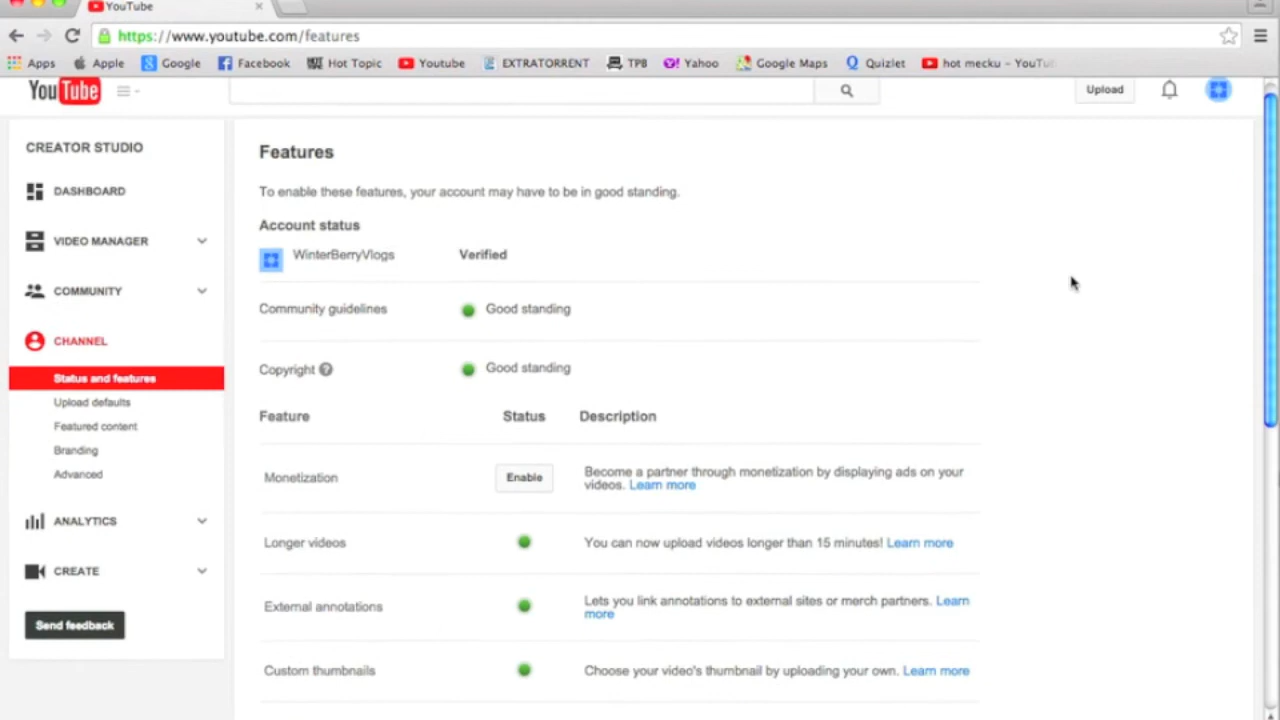 YouTube
https://www.youtube.com/features
Apps Apple Google Facebook Hot Topic Youtube EXTRATORRENT TPB Yahoo Google Maps Quizlet hot mecku – YouTu
YouTube Upload
CREATOR STUDIO
DASHBOARD
VIDEO MANAGER
COMMUNITY
CHANNEL
Status and features
Upload defaults
Featured content
Branding
Advanced
ANALYTICS
CREATE
Send feedback
Features
To enable these features, your account may have to be in good standing.
Account status
WinterBerryVlogs Verified
Community guidelines Good standing
Copyright ? Good standing
Feature Status Description
Monetization Enable Become a partner through monetization by displaying ads on your
videos. Learn more
Longer videos You can now upload videos longer than 15 minutes! Learn more
External annotations Lets you link annotations to external sites or merch partners. Learn
more
Custom thumbnails Choose your video's thumbnail by uploading your own. Learn more